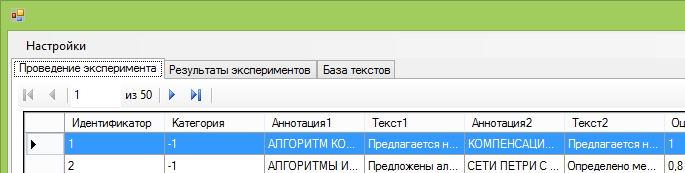 Настройки
Проведение эксперимента Результаты экспериментов База текстов
1 из 50
Идентификатор Категория Аннотация1 Текст1 Аннотация2 Текст2 Оц
1 -1 АЛГОРИТМ КО... Предлагается н... КОМПЕНСАЦИ... Предлагается н... 1
2 -1 АЛГОРИТМЫ И... Предложены ал... СЕТИ ПЕТРИ С ... Определено ме... 0,8